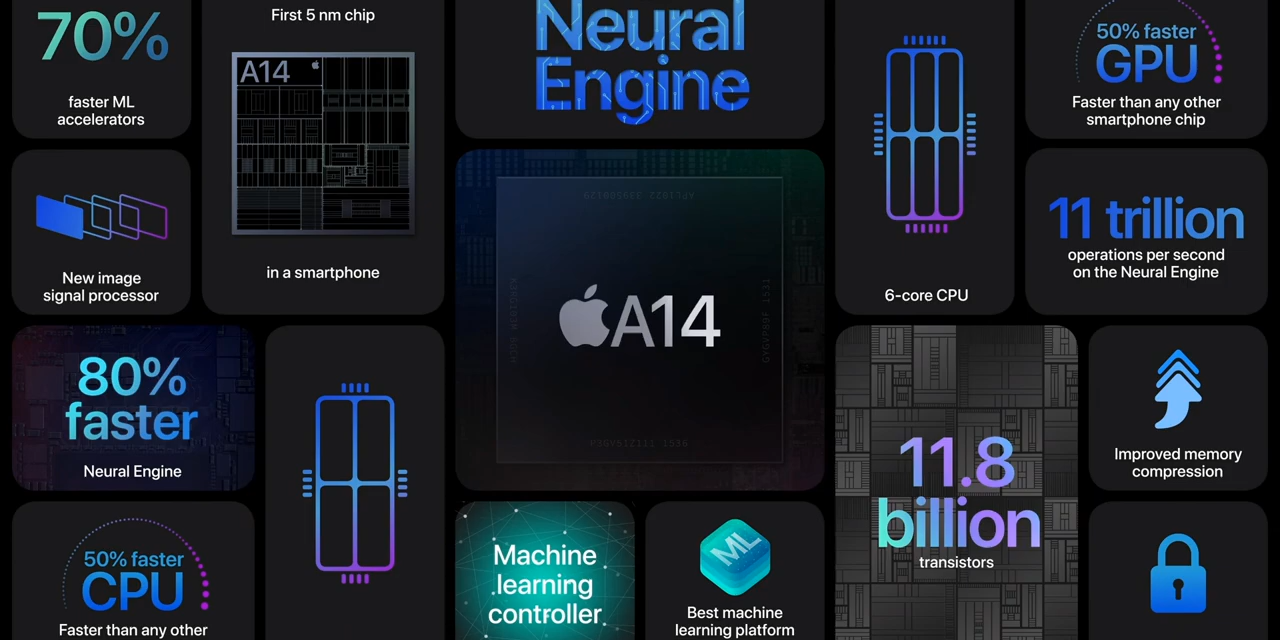 70%
faster ML
accelerators
First 5 nm chip
A14
in a smartphone
Neural
Engine
6-core CPU
50% faster
GPU
Faster than any other
smartphone chip
New image
signal processor
A14
11 trillion
operations per second
on the Neural Engine
80%
faster
Neural Engine
11.8
billion
transistors
Improved memory
compression
50% faster
CPU
Faster than any other
Machine
learning
controller
ML
Best machine
learning platform